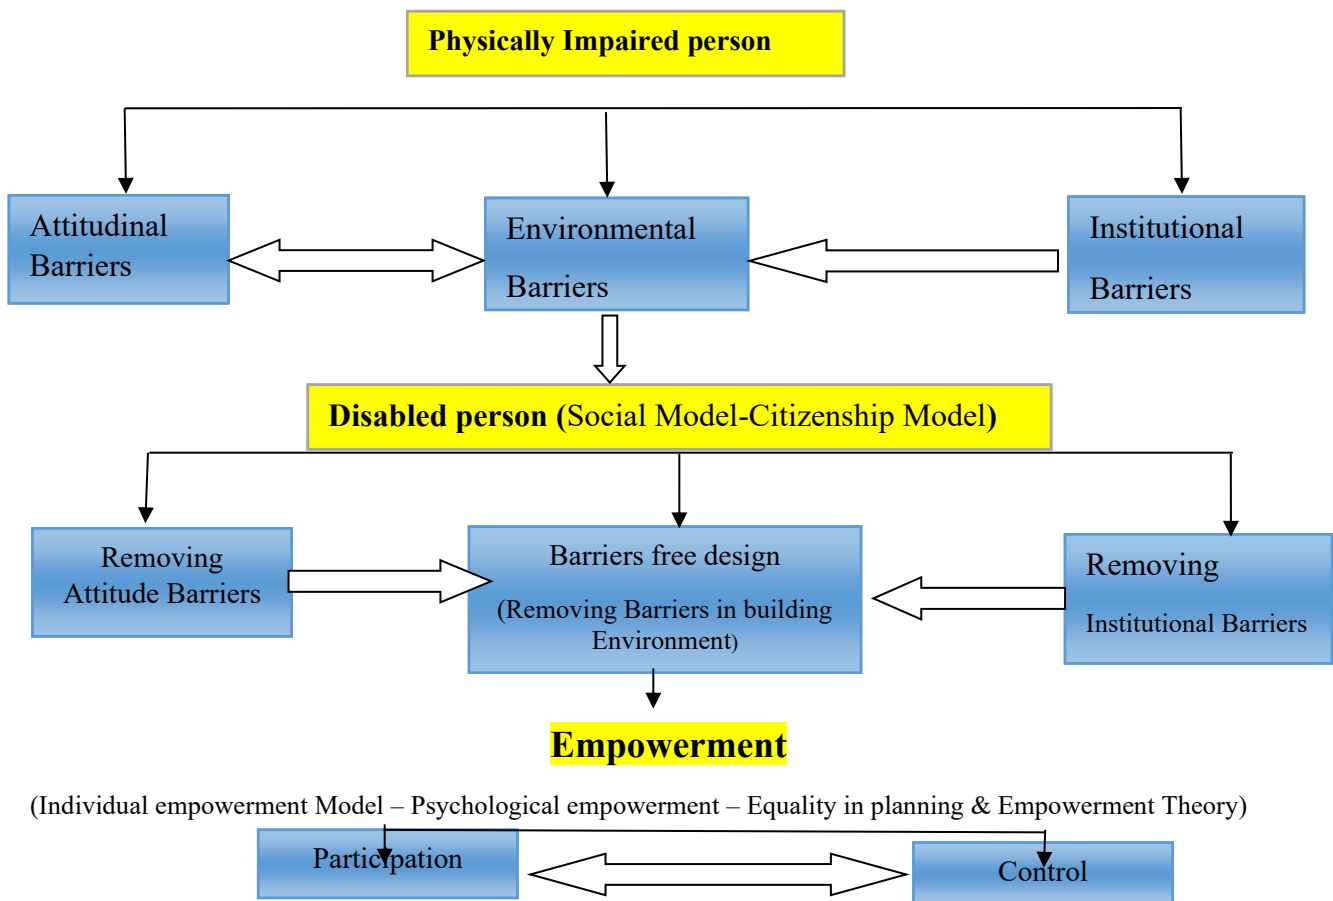 Physically Impaired person
Attitudinal
Barriers
Environmental
Barriers
Institutional
Barriers
Disabled person (Social Model-Citizenship Model)
Removing
Attitude Barriers
Barriers free design
(Removing Barriers in building
Environment)
Removing
Institutional Barriers
Empowerment
(Individual empowerment Model – Psychological empowerment – Equality in planning & Empowerment Theory)
Participation
Control